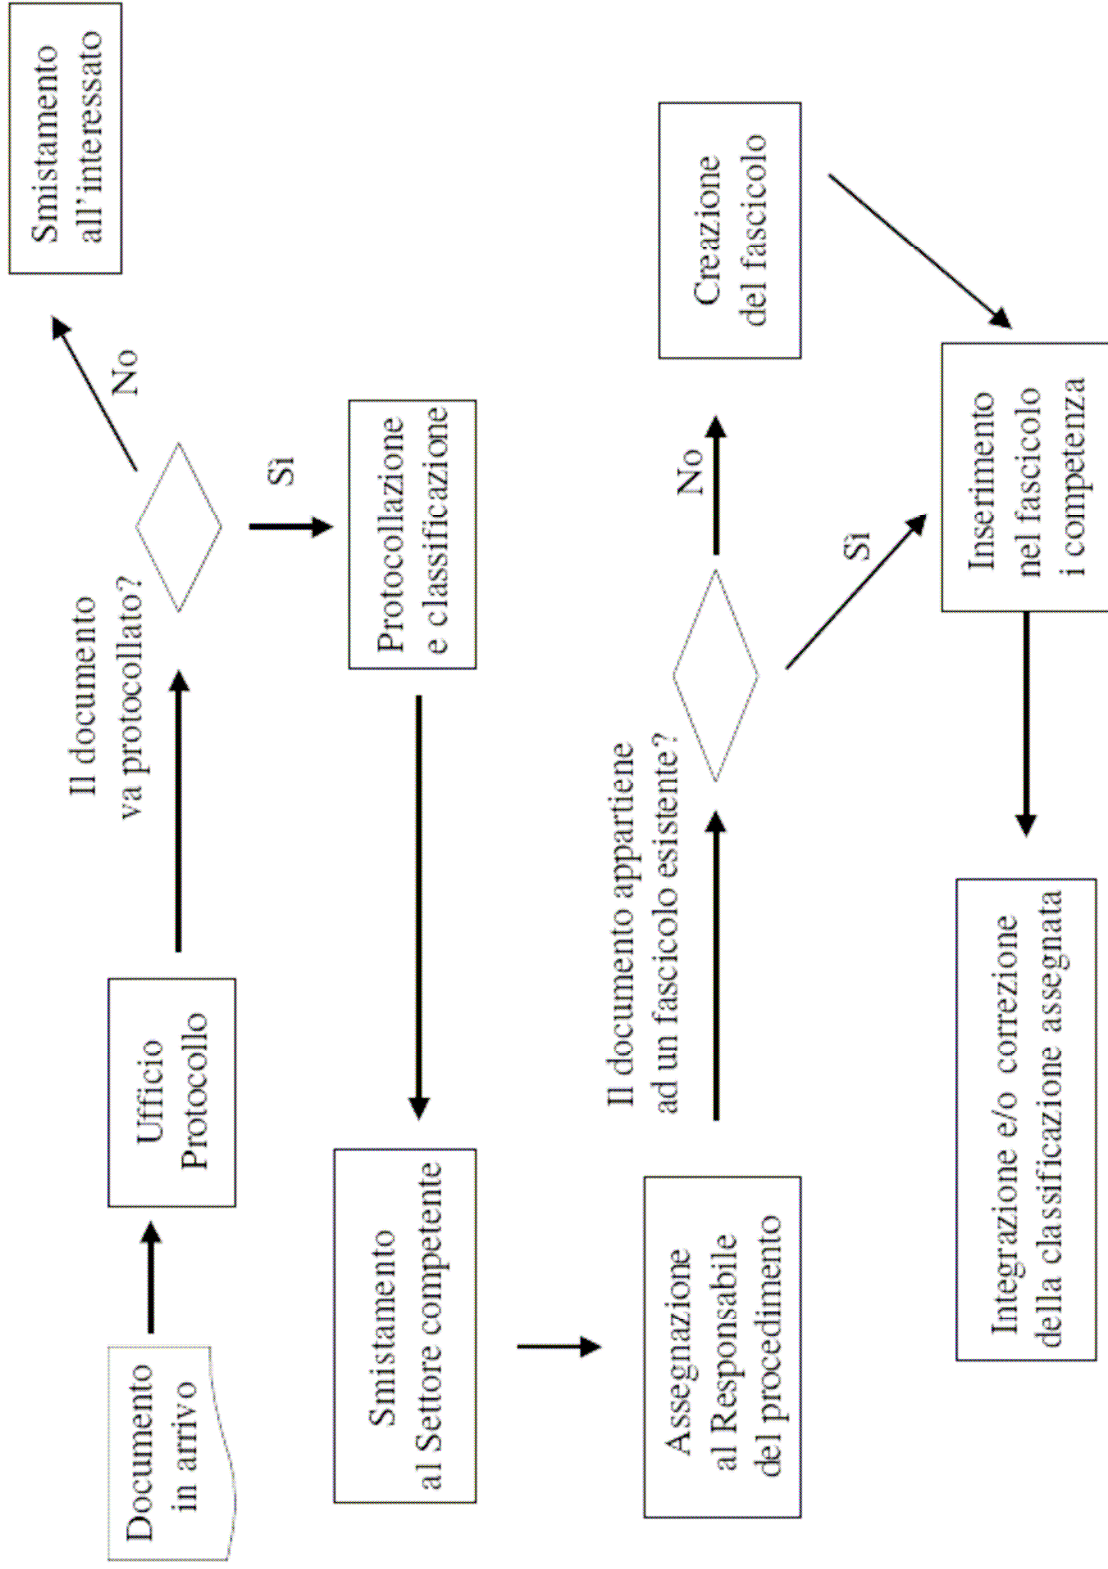 Documento
in arrivo
Ufficio
Protocollo
Il documento
va protocollato?
No
Smistamento
all'interessato
Sì
Protocollazione
e classificazione
Smistamento
al Settore competente
Assegnazione
al Responsabile
del procedimento
Il documento appartiene
ad un fascicolo esistente?
No
Creazione
del fascicolo
Sì
Inserimento
nel fascicolo
i competenza
Integrazione e/o correzione
della classificazione assegnata